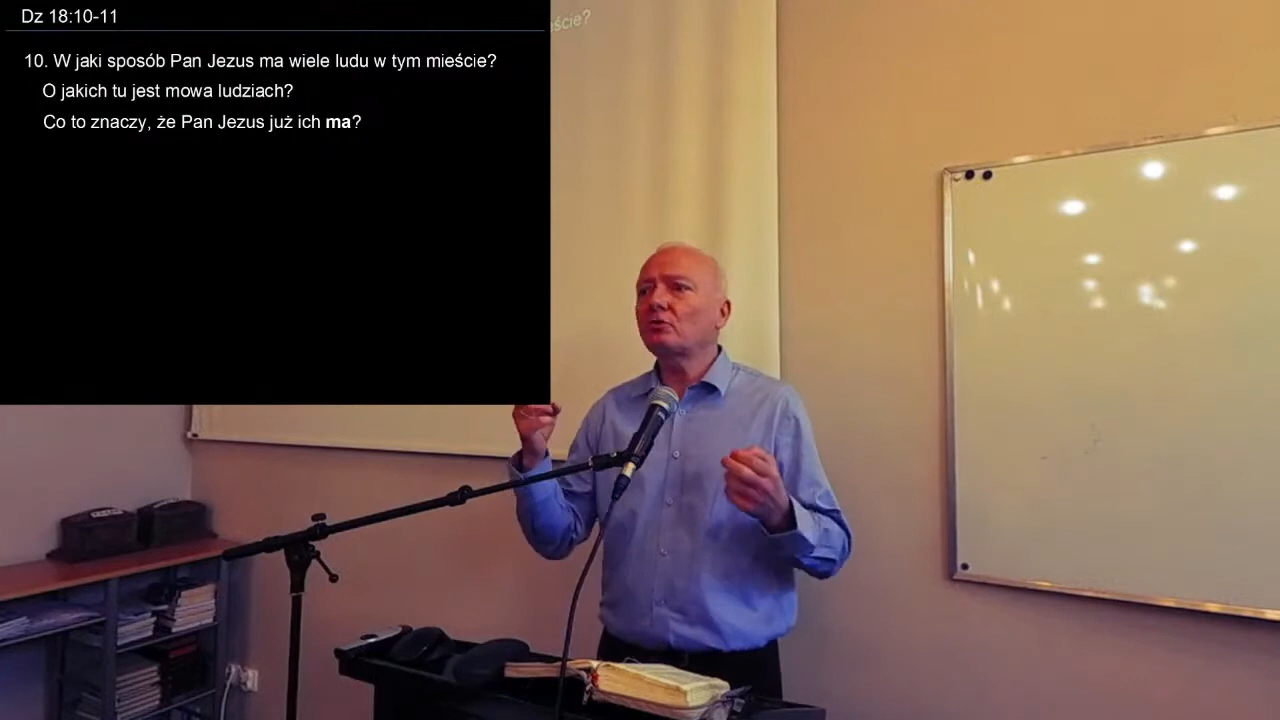 Dz 18:10-11
10. W jaki sposób Pan Jezus ma wiele ludu w tym mieście?
O jakich tu jest mowa ludziach?
Co to znaczy, że Pan Jezus już ich ma?
ście?